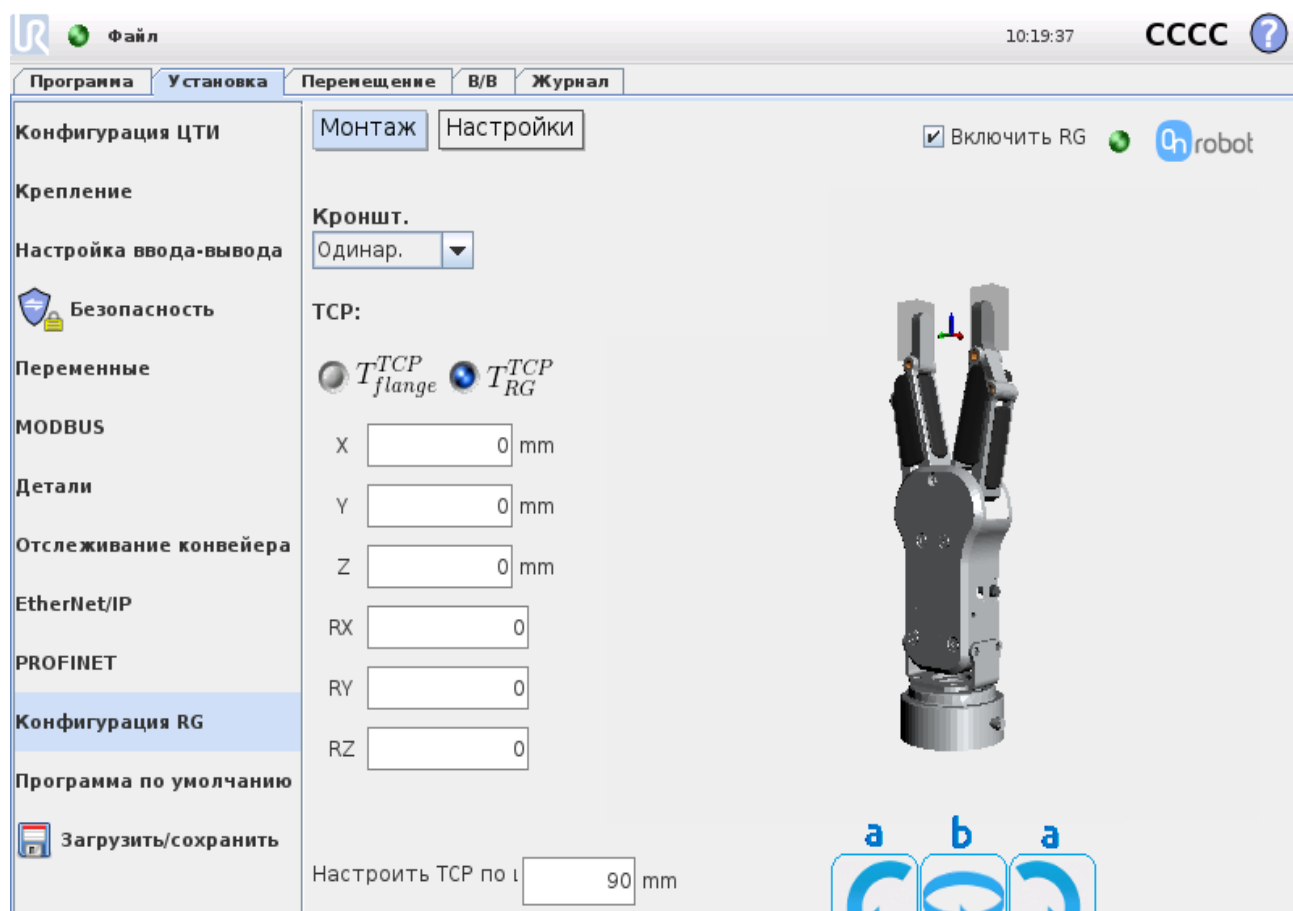 UR Файл 10:19:37 CCCC ?
Программа Установка Перемещение В/В Журнал
Конфигурация ЦТИ
Крепление
Настройка ввода-вывода
Безопасность
Переменные
MODBUS
Детали
Отслеживание конвейера
EtherNet/IP
PROFINET
Конфигурация RG
Программа по умолчанию
Загрузить/сохранить
Монтаж Настройки
Включить RG On robot
Кроншт.
Одинар.
TCP:
T^{TCP}_{flange} T^{TCP}_{RG}
X 0 mm
Y 0 mm
Z 0 mm
RX 0
RY 0
RZ 0
Настроить TCP по 90 mm
a b a